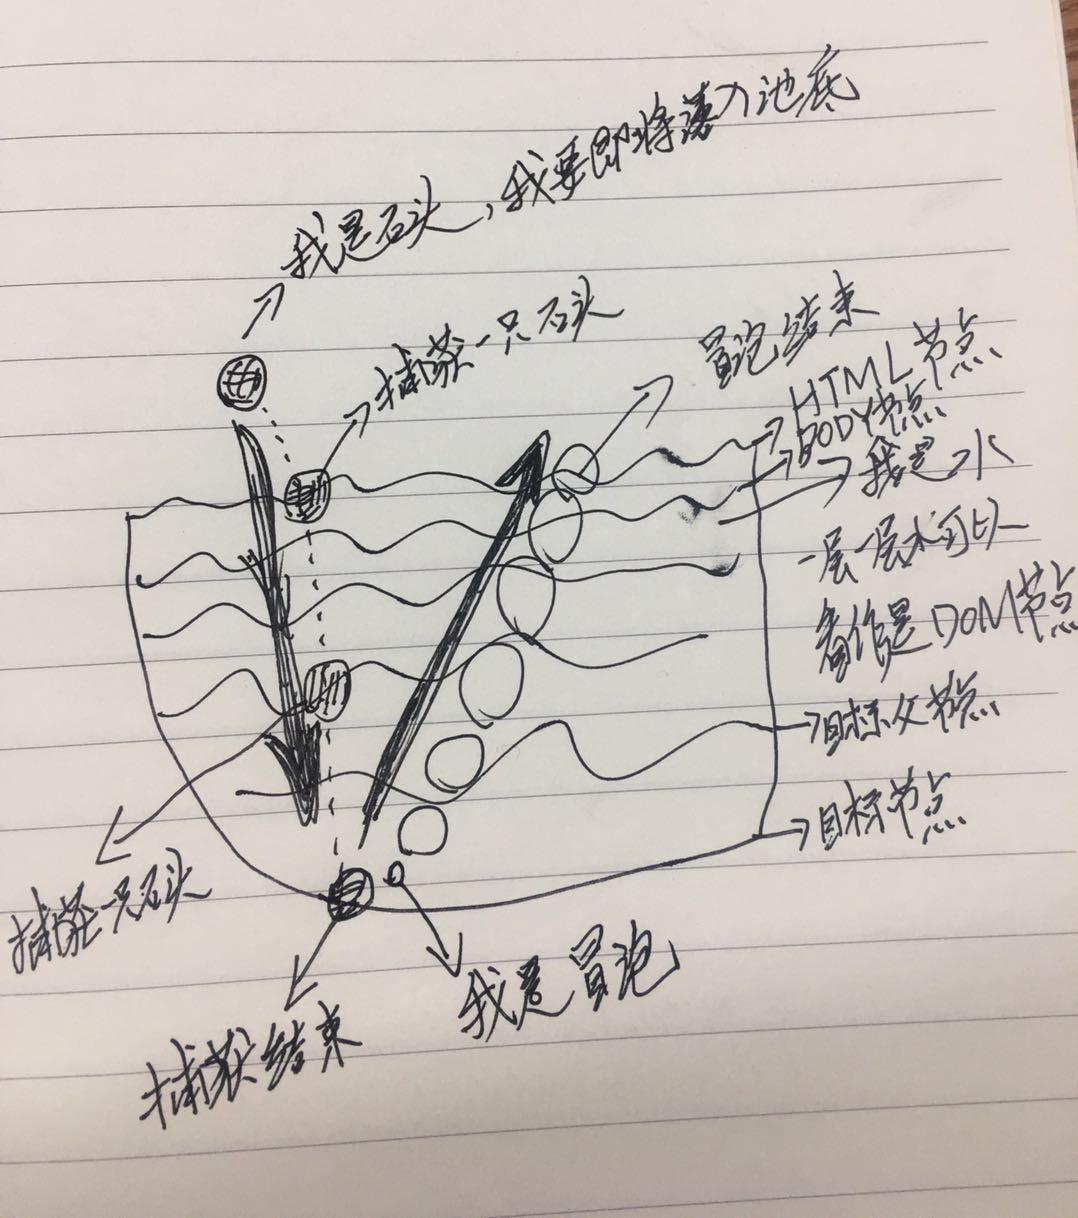 我是石头，我要即将落入池底
捕获一只石头
冒泡结束
HTML节点
BODY节点
我是水
一层一层水可以
看作是DOM节点
目标父节点
目标节点
捕获一只石头
我是冒泡
捕获结束